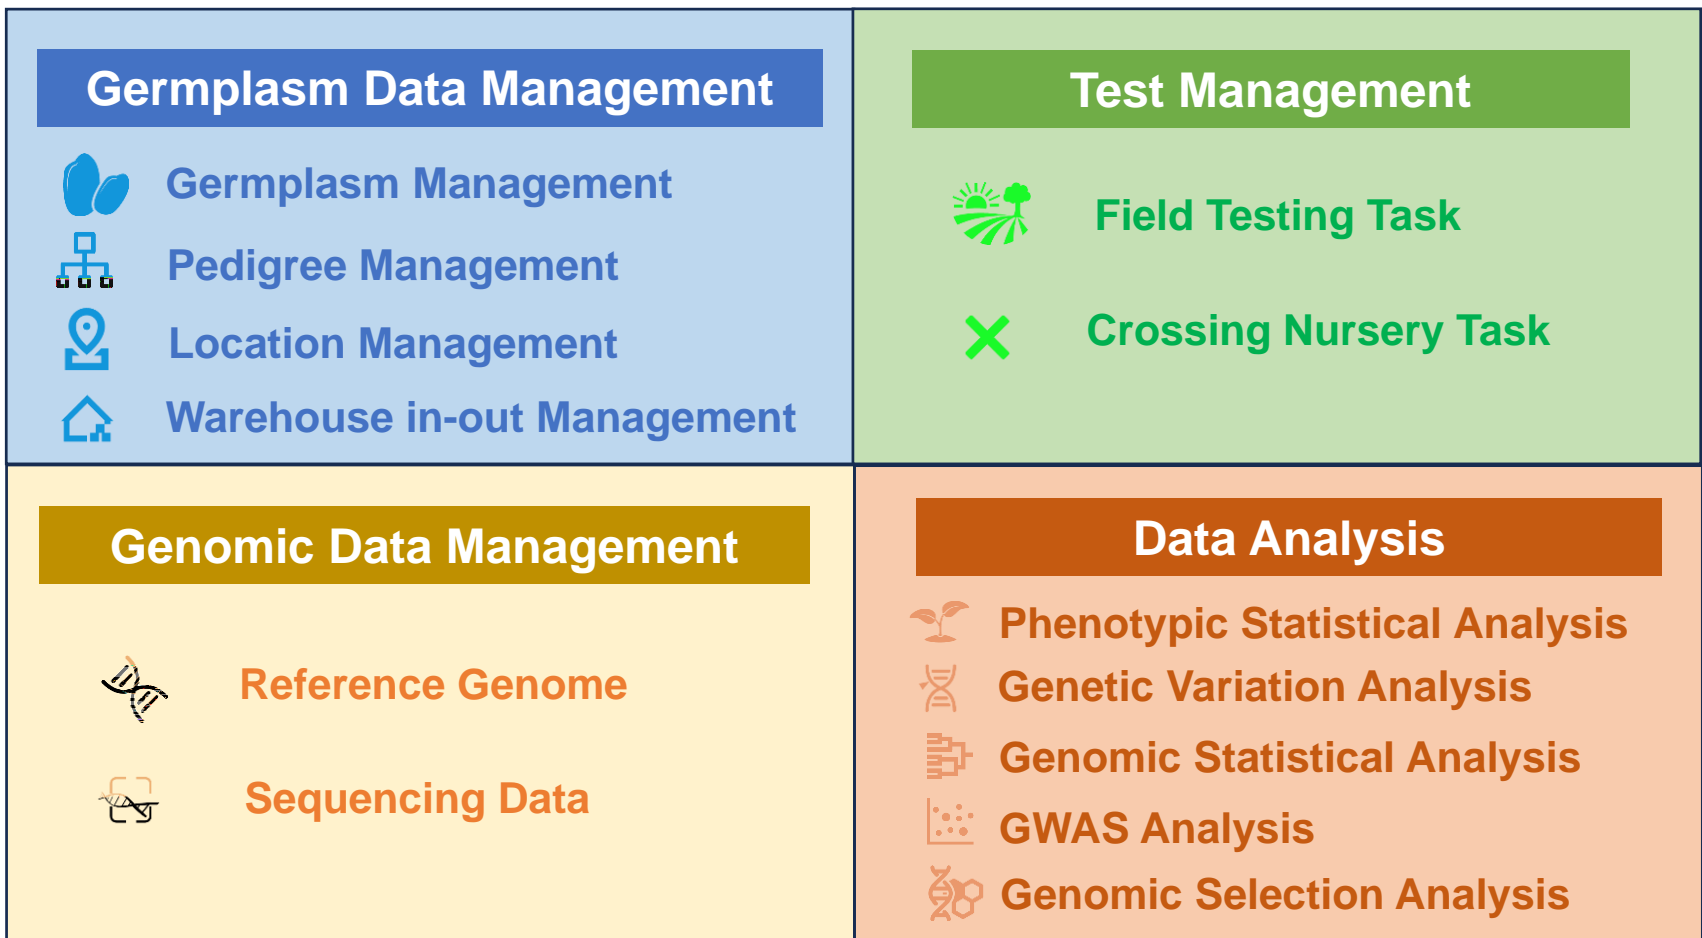 Germplasm Data Management
Germplasm Management
Pedigree Management
Location Management
Warehouse in-out Management
Test Management
Field Testing Task
Crossing Nursery Task
Genomic Data Management
Reference Genome
Sequencing Data
Data Analysis
Phenotypic Statistical Analysis
Genetic Variation Analysis
Genomic Statistical Analysis
GWAS Analysis
Genomic Selection Analysis